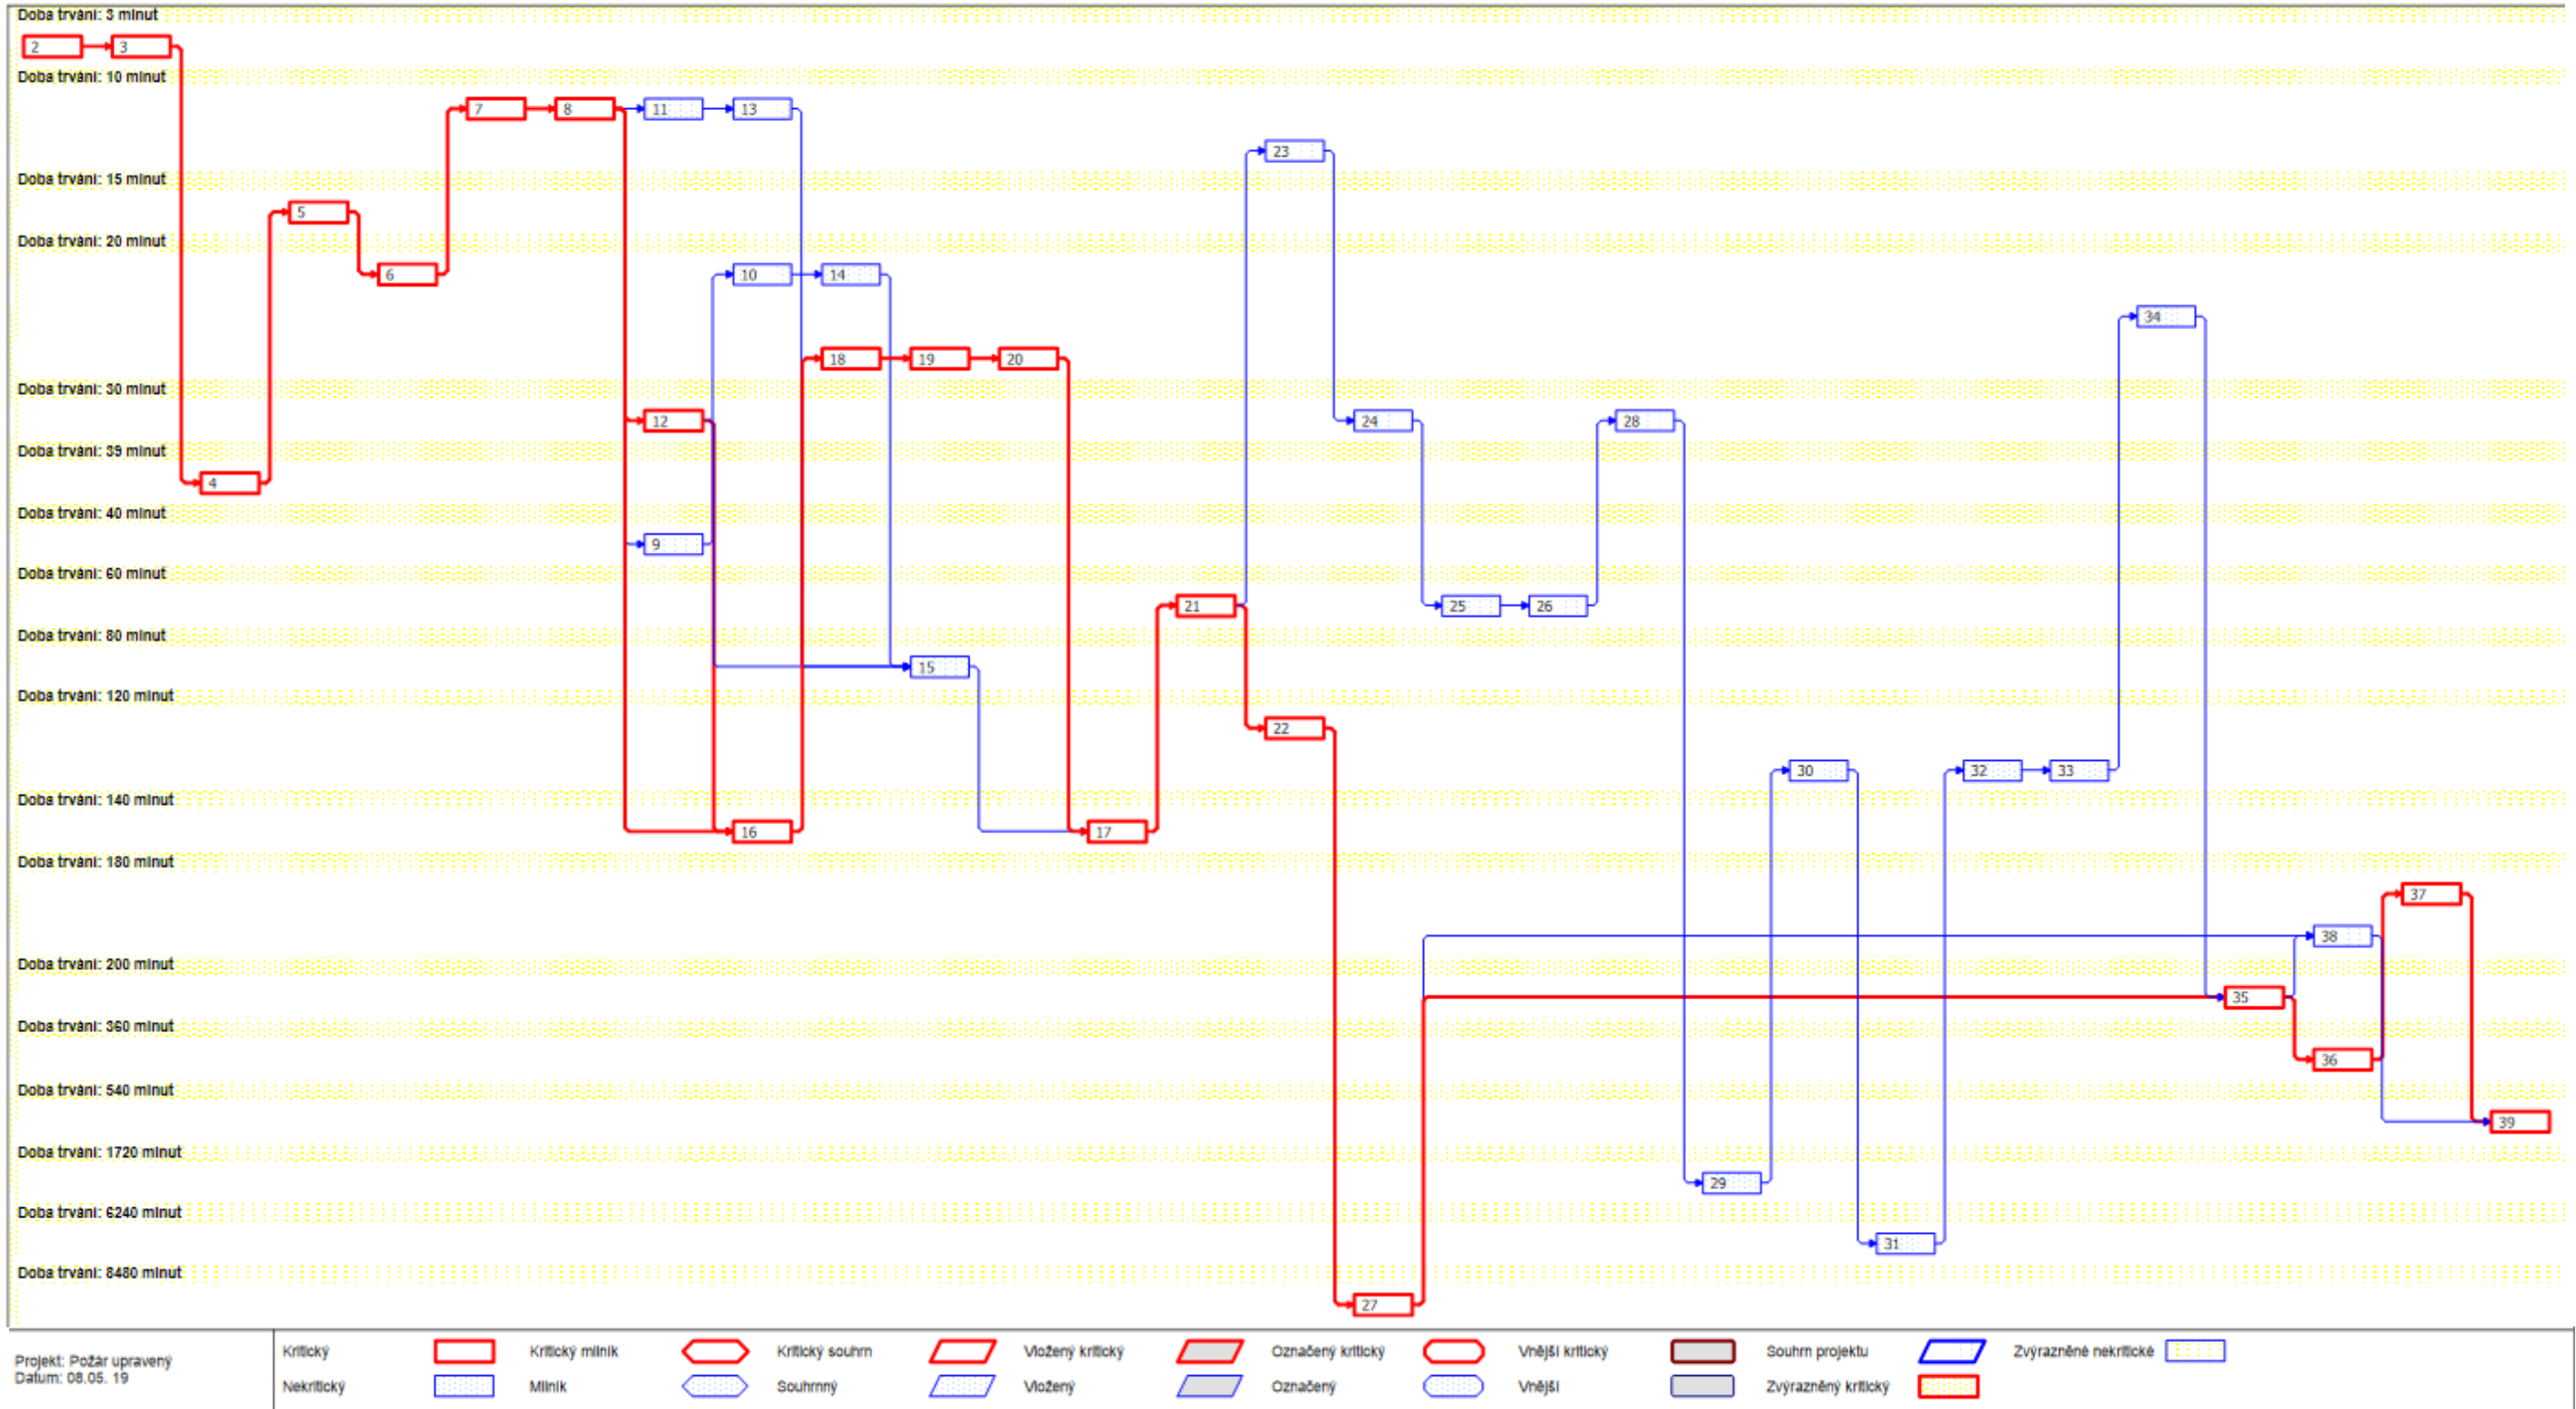 Doba trvání: 3 minut
2 3
Doba trvání: 10 minut
7 8 11 13
23
Doba trvání: 15 minut
5
Doba trvání: 20 minut
6 10 14
34
18 19 20
Doba trvání: 30 minut
12 24 28
Doba trvání: 39 minut
4
Doba trvání: 40 minut
9
Doba trvání: 60 minut
21 25 26
Doba trvání: 80 minut
15
Doba trvání: 120 minut
22
30 32 33
Doba trvání: 140 minut
16 17
Doba trvání: 180 minut
37
38
Doba trvání: 200 minut
35
Doba trvání: 360 minut
36
Doba trvání: 540 minut
39
Doba trvání: 1720 minut
29
Doba trvání: 6240 minut
31
Doba trvání: 8480 minut
27
Projekt: Požár upravený
Datum: 08.05. 19
Kritický Kritický milník Kritický souhrn Vložený kritický Označený kritický Vnější kritický Souhrn projektu Zvýrazněné nekritické
Nekritický Milník Souhrnný Vložený Označený Vnější Zvýrazněný kritický